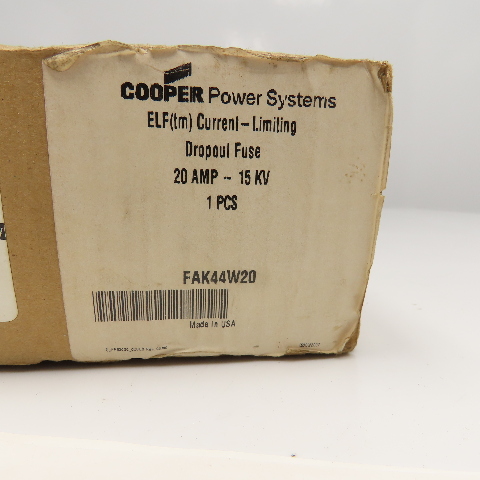 COOPER Power Systems
ELF(tm) Current-Limiting
Dropout Fuse
20 AMP - 15 KV
1 PCS
FAK44W20
Made in USA